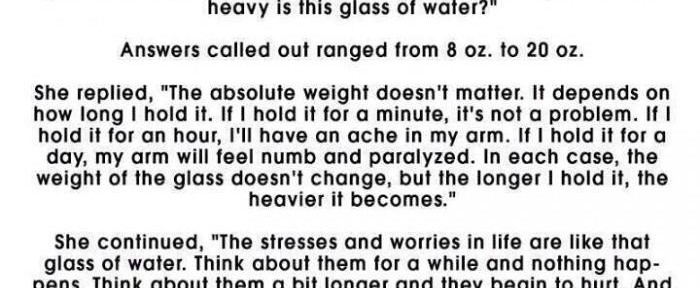 heavy is this glass of water?"
Answers called out ranged from 8 oz. to 20 oz.
She replied, "The absolute weight doesn't matter. It depends on
how long I hold it. If I hold it for a minute, it's not a problem. If I
hold it for an hour, I'll have an ache in my arm. If I hold it for a
day, my arm will feel numb and paralyzed. In each case, the
weight of the glass doesn't change, but the longer I hold it, the
heavier it becomes."
She continued, "The stresses and worries in life are like that
glass of water. Think about them for a while and nothing hap-
pens. Think about them a bit longer and they begin to hurt. And